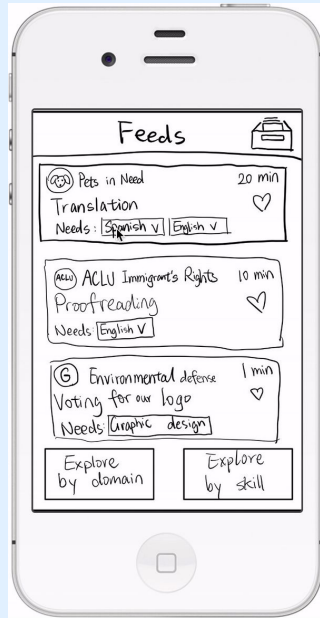 Feeds
Pets in Need 20 min
Translation
Needs: Spanish v English v
ACLU ACLU Immigrant's Rights 10 min
Proofreading
Needs: English V
G Environmental defense 1 min
Voting for our logo
Needs: Graphic design
Explore by domain
Explore by skill